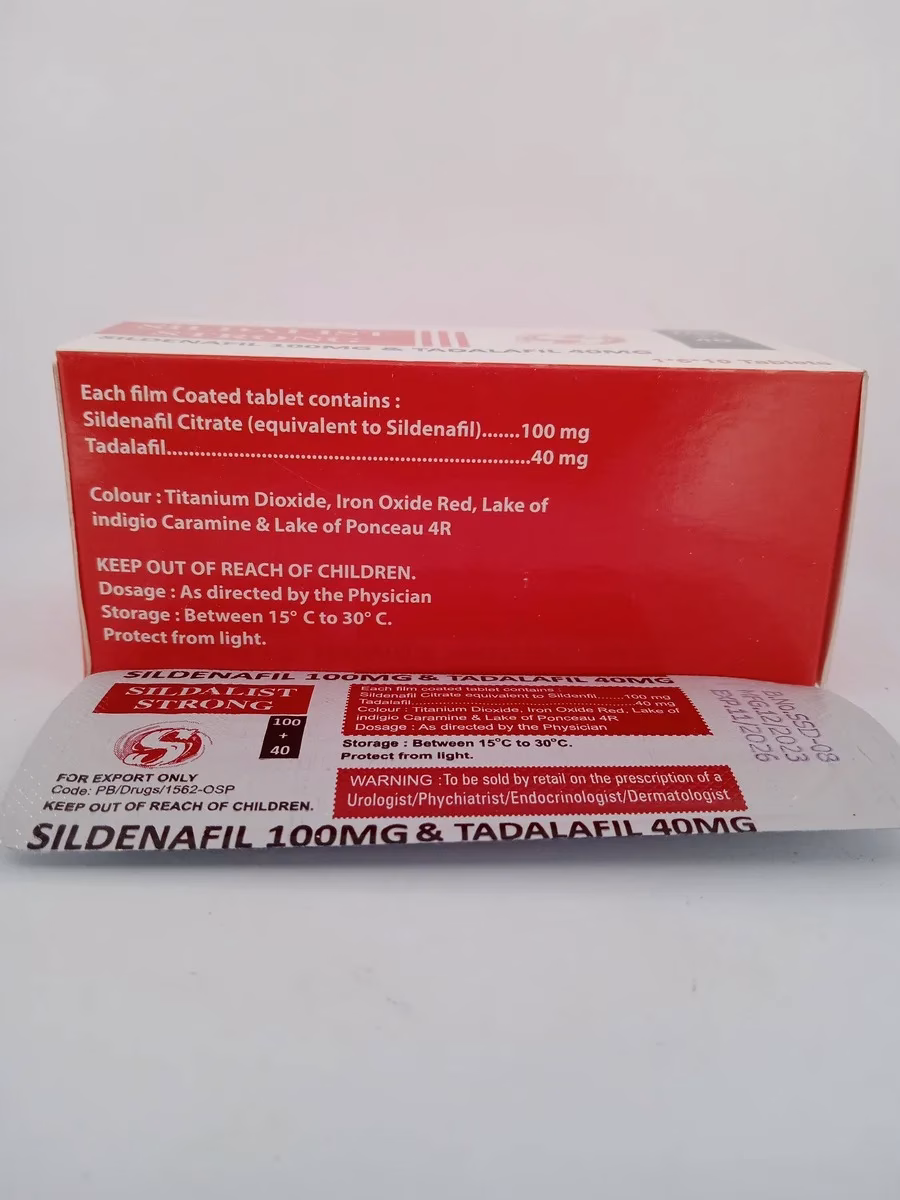 SILDENAFIL 100MG & TADALAFIL 40MG
1*6*10 Tablets
Each film Coated tablet contains :
Sildenafil Citrate (equivalent to Sildenafil).......100 mg
Tadalafil..................................................................40 mg
Colour : Titanium Dioxide, Iron Oxide Red, Lake of
indigio Caramine & Lake of Ponceau 4R
KEEP OUT OF REACH OF CHILDREN.
Dosage : As directed by the Physician
Storage : Between 15° C to 30° C.
Protect from light.
SILDENAFIL 100MG & TADALAFIL 40MG
SILDALIST
STRONG
100
+
40
FOR EXPORT ONLY
Code: PB/Drugs/1562-OSP
KEEP OUT OF REACH OF CHILDREN.
Each film coated tablet contains :
Sildenafil Citrate equivalent to Sildenfil......100 mg
Tadalafil.................................................40 mg
Colour : Titanium Dioxide, Iron Oxide Red, Lake of
indigio Caramine & Lake of Ponceau 4R
Dosage : As directed by the Physician
Storage : Between 15°C to 30°C.
Protect from light.
WARNING : To be sold by retail on the prescription of a
Urologist/Phychiatrist/Endocrinologist/Dermatologist
B.No.SSD-08
MFG.12/2023
EXP.11/2026
SILDENAFIL 100MG & TADALAFIL 40MG